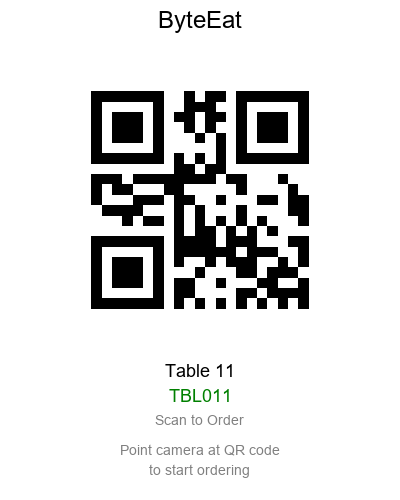 ByteEat
Table 11
TBL011
Scan to Order
Point camera at QR code
to start ordering